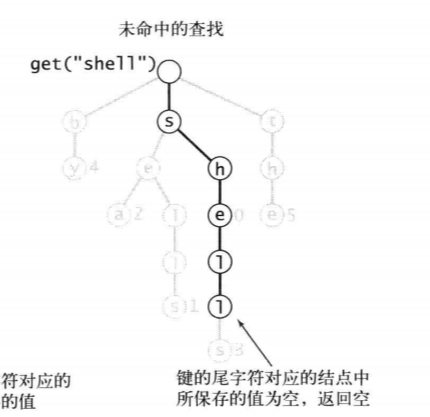 未命中的查找
get("shell")
b
s
t
y 4
e
h
h
a 2
l
e 0
e 5
l
l
s 1
l
s 3
符对应的
的值
键的尾字符对应的结点中
所保存的值为空，返回空